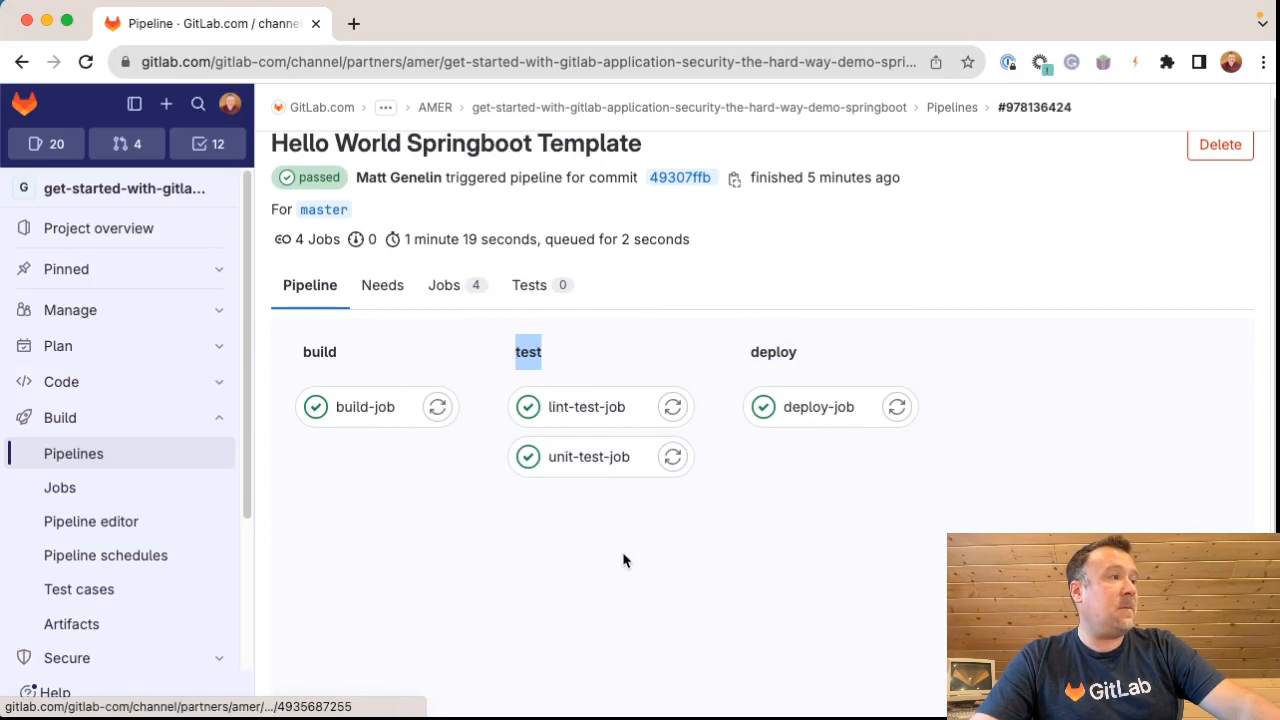 Pipeline · GitLab.com / channe
gitlab.com/gitlab-com/channel/partners/amer/get-started-with-gitlab-application-security-the-hard-way-demo-spri...
20
4
12
GitLab.com
AMER
get-started-with-gitlab-application-security-the-hard-way-demo-springboot
Pipelines
#978136424
G
get-started-with-gitla...
Project overview
Pinned
Manage
Plan
Code
Build
Pipelines
Jobs
Pipeline editor
Pipeline schedules
Test cases
Artifacts
Secure
Help
gitlab.com/gitlab-com/channel/partners/amer/.../4935687255
Hello World Springboot Template
Delete
passed Matt Genelin triggered pipeline for commit 49307ffb finished 5 minutes ago
For master
4 Jobs 0 1 minute 19 seconds, queued for 2 seconds
Pipeline Needs Jobs 4 Tests 0
build test deploy
build-job lint-test-job deploy-job
unit-test-job
GitLab